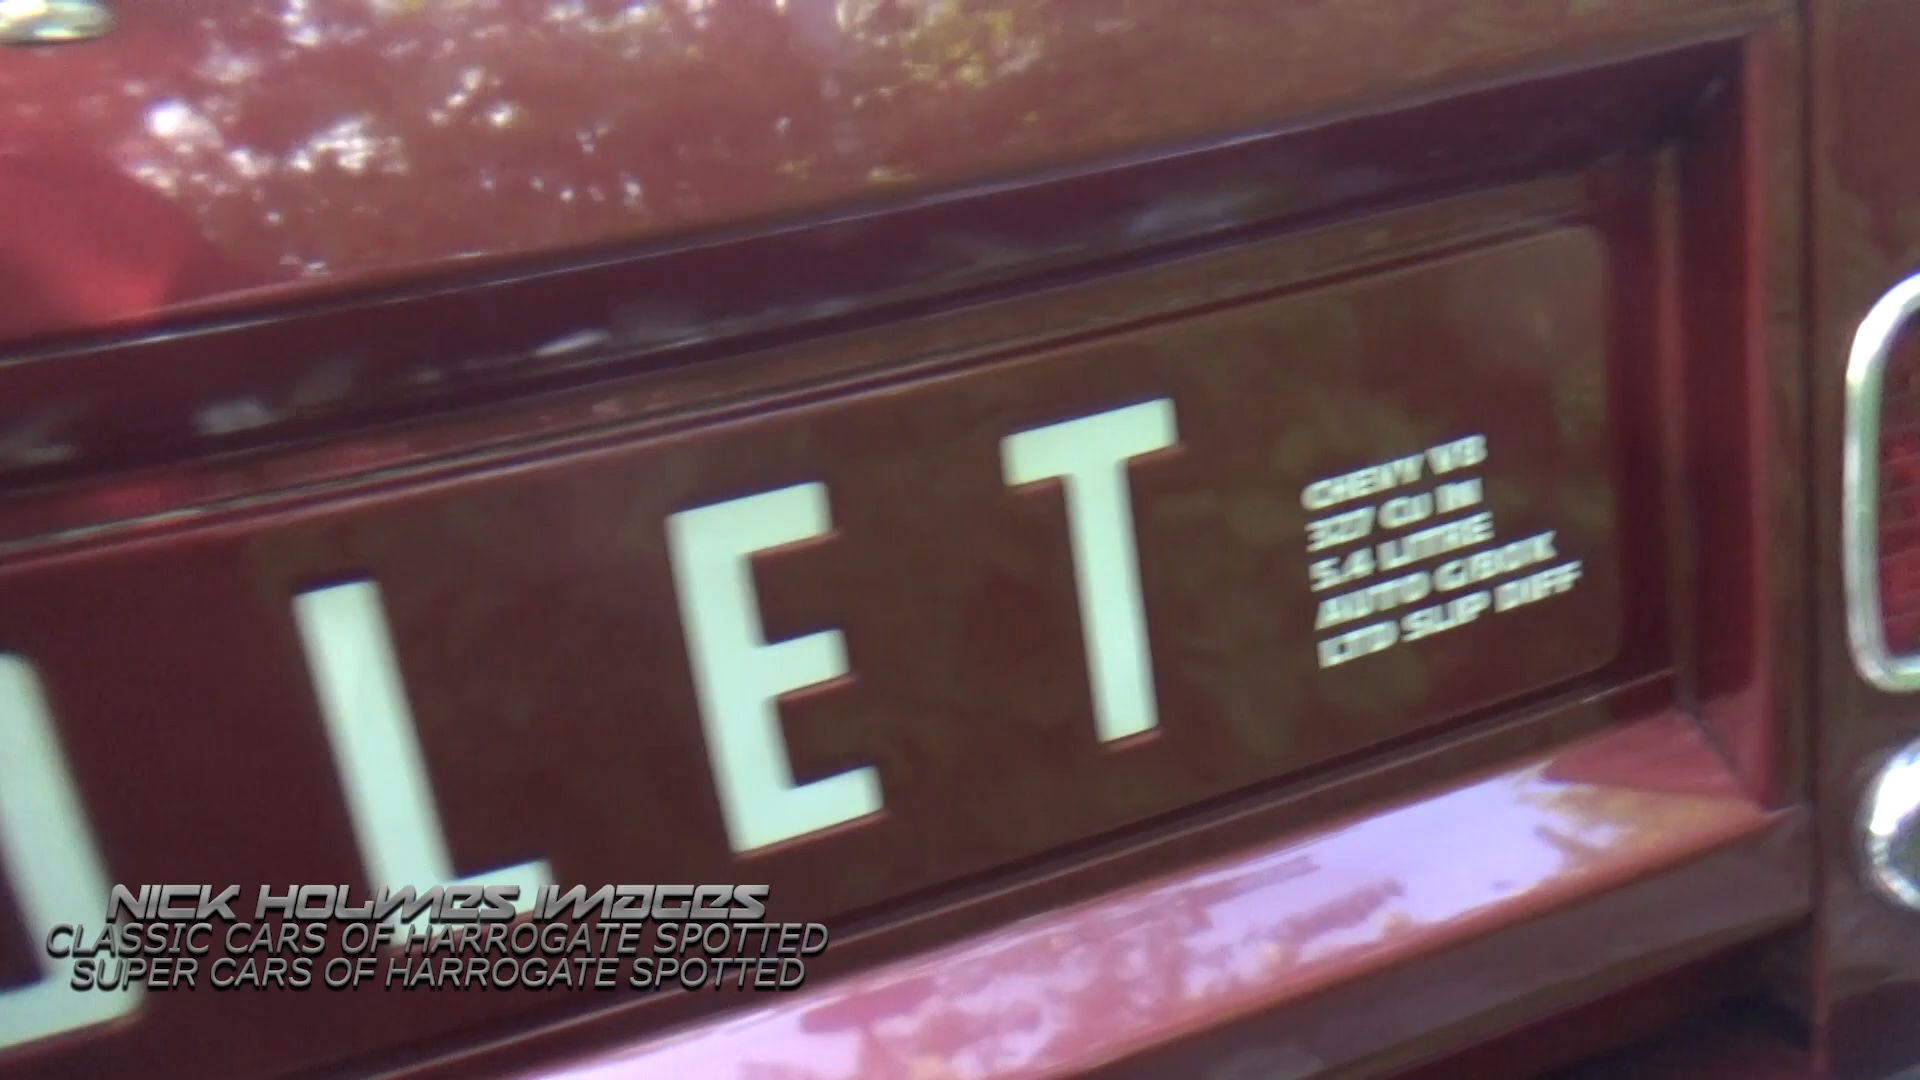 OLET
CHEVY V8
327 CU IN
5.4 LITRE
AUTO G/BOX
LTD SLIP DIFF
NICK HOLMES IMAGES
CLASSIC CARS OF HARROGATE SPOTTED
SUPER CARS OF HARROGATE SPOTTED